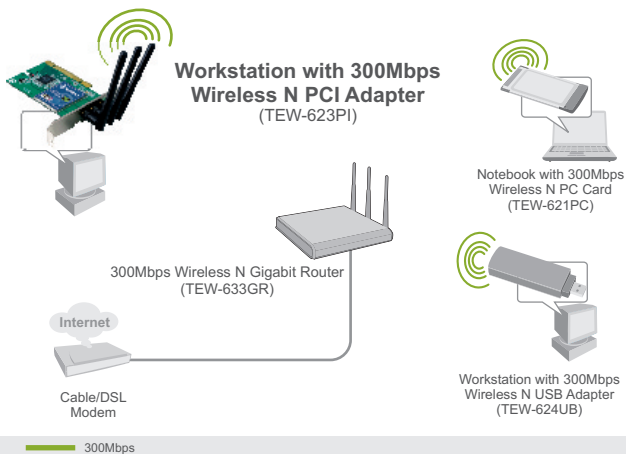 Workstation with 300Mbps
Wireless N PCI Adapter
(TEW-623PI)
Notebook with 300Mbps
Wireless N PC Card
(TEW-621PC)
300Mbps Wireless N Gigabit Router
(TEW-633GR)
Internet
Cable/DSL
Modem
Workstation with 300Mbps
Wireless N USB Adapter
(TEW-624UB)
300Mbps